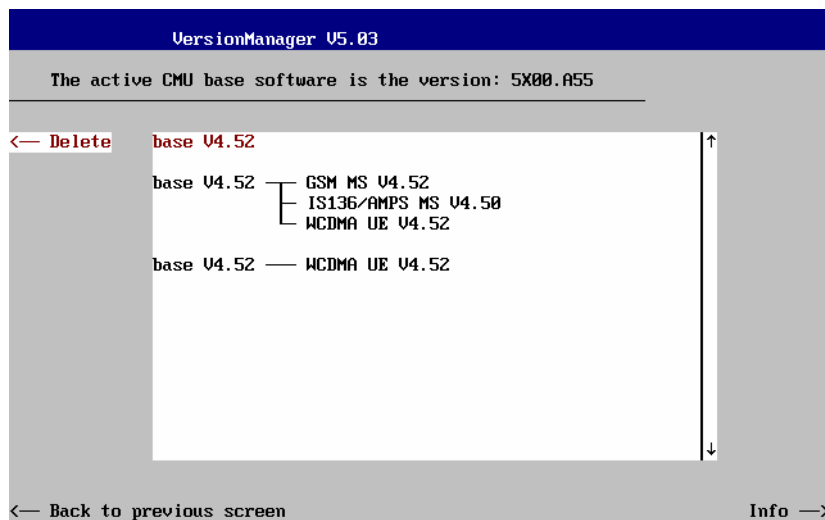 VersionManager V5.03
The active CMU base software is the version: 5X00.A55
<— Delete
base V4.52
base V4.52 GSM MS V4.52
IS136/AMPS MS V4.50
WCDMA UE V4.52
base V4.52 — WCDMA UE V4.52
<— Back to previous screen
Info —>